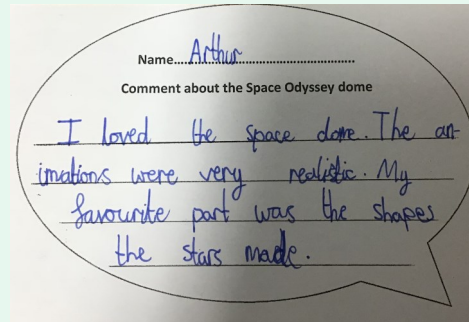 Name....Arthur..............................
Comment about the Space Odyssey dome
I loved the space dome. The an-
imations were very realistic. My
favourite part was the shapes
the stars made.